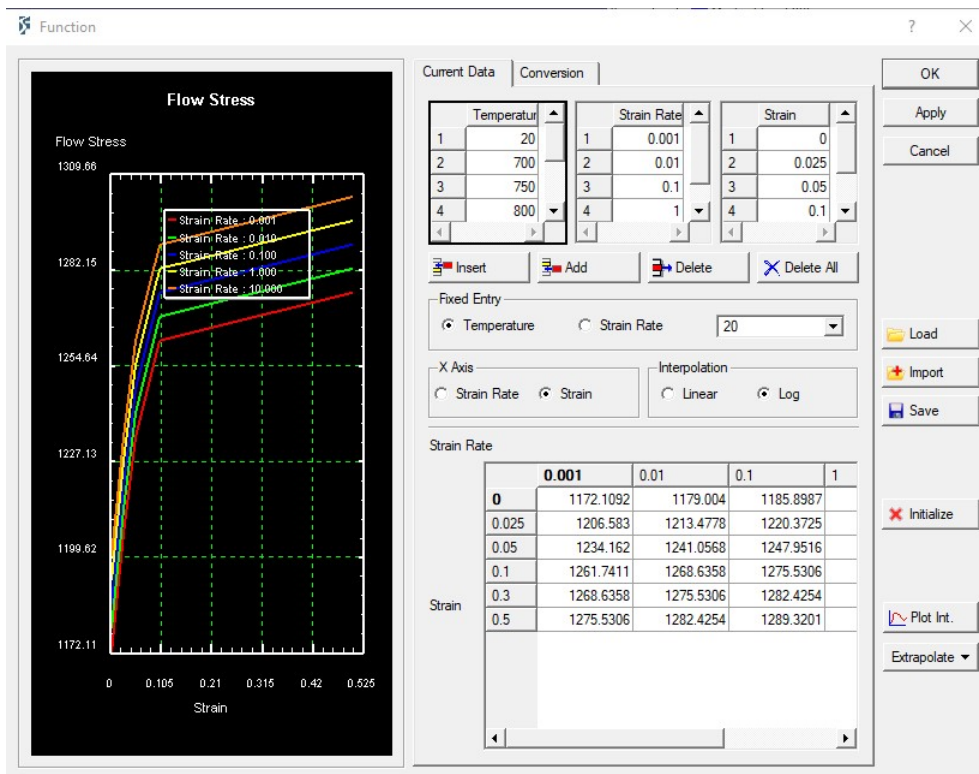 Function
?
Flow Stress
Flow Stress
1309.66
1282.15
1254.64
1227.13
1199.62
1172.11
Strain Rate : 0.001
Strain Rate : 0.010
Strain Rate : 0.100
Strain Rate : 1.000
Strain Rate : 10.000
0 0.105 0.21 0.315 0.42 0.525
Strain
Current Data Conversion
Temperatur Strain Rate Strain
1 20 1 0.001 1 0
2 700 2 0.01 2 0.025
3 750 3 0.1 3 0.05
4 800 4 1 4 0.1
Insert Add Delete Delete All
Fixed Entry
Temperature Strain Rate 20
X Axis Interpolation
Strain Rate Strain Linear Log
Strain Rate
0.001 0.01 0.1 1
0 1172.1092 1179.004 1185.8987
0.025 1206.583 1213.4778 1220.3725
0.05 1234.162 1241.0568 1247.9516
0.1 1261.7411 1268.6358 1275.5306
0.3 1268.6358 1275.5306 1282.4254
0.5 1275.5306 1282.4254 1289.3201
Strain
OK
Apply
Cancel
Load
Import
Save
Initialize
Plot Int.
Extrapolate